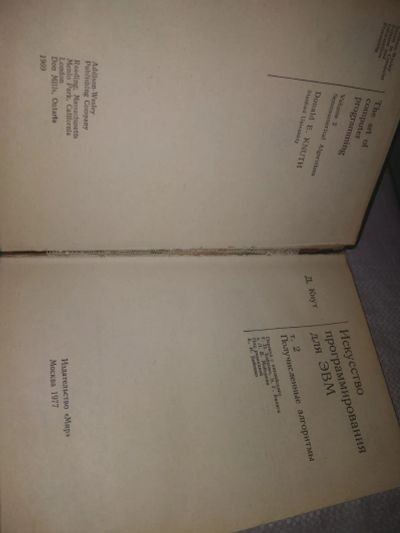 The art of
computer
programming
Volume 2
Seminumerical Algorithms
Donald E. KNUTH
Stanford University
Addison-Wesley
Publishing Company
Reading, Massachusetts
Menlo Park, California
London
Don Mills, Ontario
1969
Д. Кнут
Искусство
программирования
для ЭВМ
т. 2
Получисленные алгоритмы
Издательство «Мир»
Москва 1977